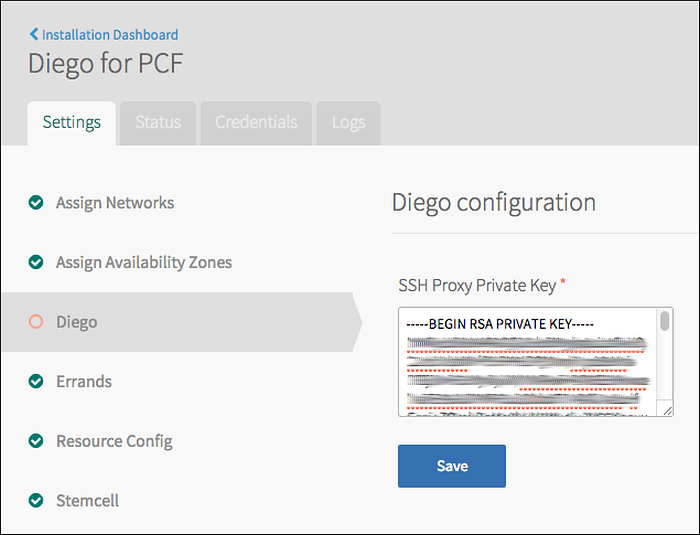 Installation Dashboard
Diego for PCF
Settings
Status
Credentials
Logs
Assign Networks
Assign Availability Zones
Diego
Errands
Resource Config
Stemcell
Diego configuration
SSH Proxy Private Key *
-----BEGIN RSA PRIVATE KEY-----
Save